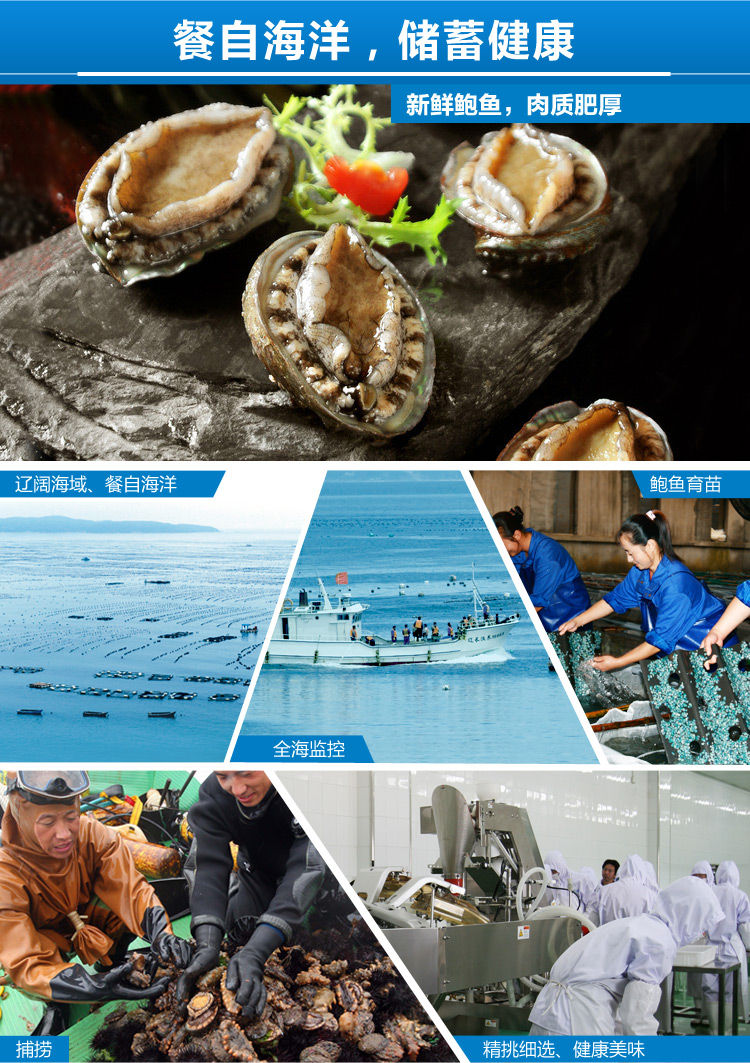 餐自海洋，储蓄健康
新鲜鲍鱼，肉质肥厚
辽阔海域、餐自海洋
鲍鱼育苗
全海监控
捕捞
精挑细选、健康美味